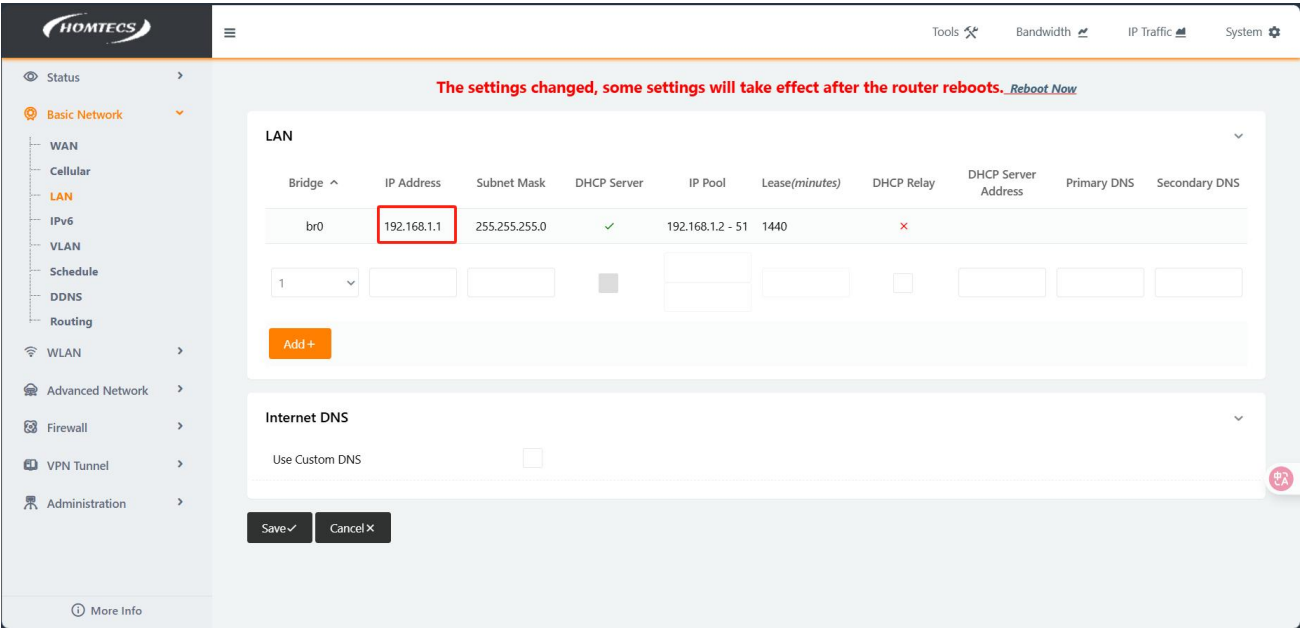 HOMTECS
Tools
Bandwidth
IP Traffic
System
Status
Basic Network
WAN
Cellular
LAN
IPv6
VLAN
Schedule
DDNS
Routing
WLAN
Advanced Network
Firewall
VPN Tunnel
Administration
More Info
The settings changed, some settings will take effect after the router reboots. Reboot Now
LAN
Bridge IP Address Subnet Mask DHCP Server IP Pool Lease(minutes) DHCP Relay DHCP Server Address Primary DNS Secondary DNS
br0 192.168.1.1 255.255.255.0 192.168.1.2 - 51 1440
1
Add +
Internet DNS
Use Custom DNS
Save
Cancel
中A